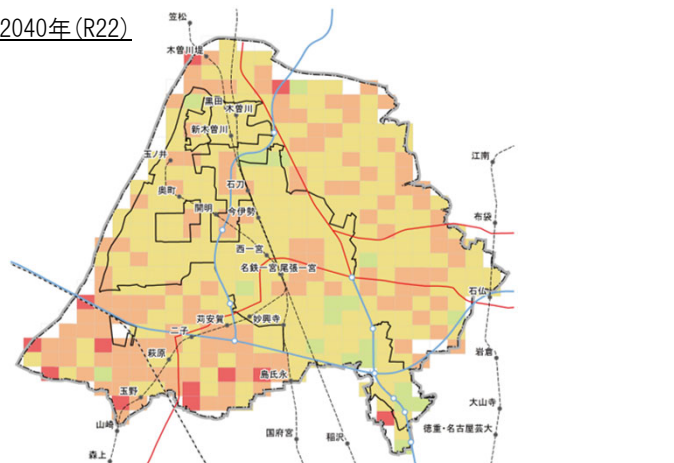 2040年(R22)
笠松
木曽川堤
黒田
木曽川
新木曽川
玉ノ井
江南
石刀
奥町
開明
今伊勢
布袋
西一宮
名鉄一宮
尾張一宮
石仏
苅安賀
妙興寺
二子
萩原
岩倉
島氏永
玉野
大山寺
山崎
国府宮
稲沢
徳重・名古屋芸大
森上